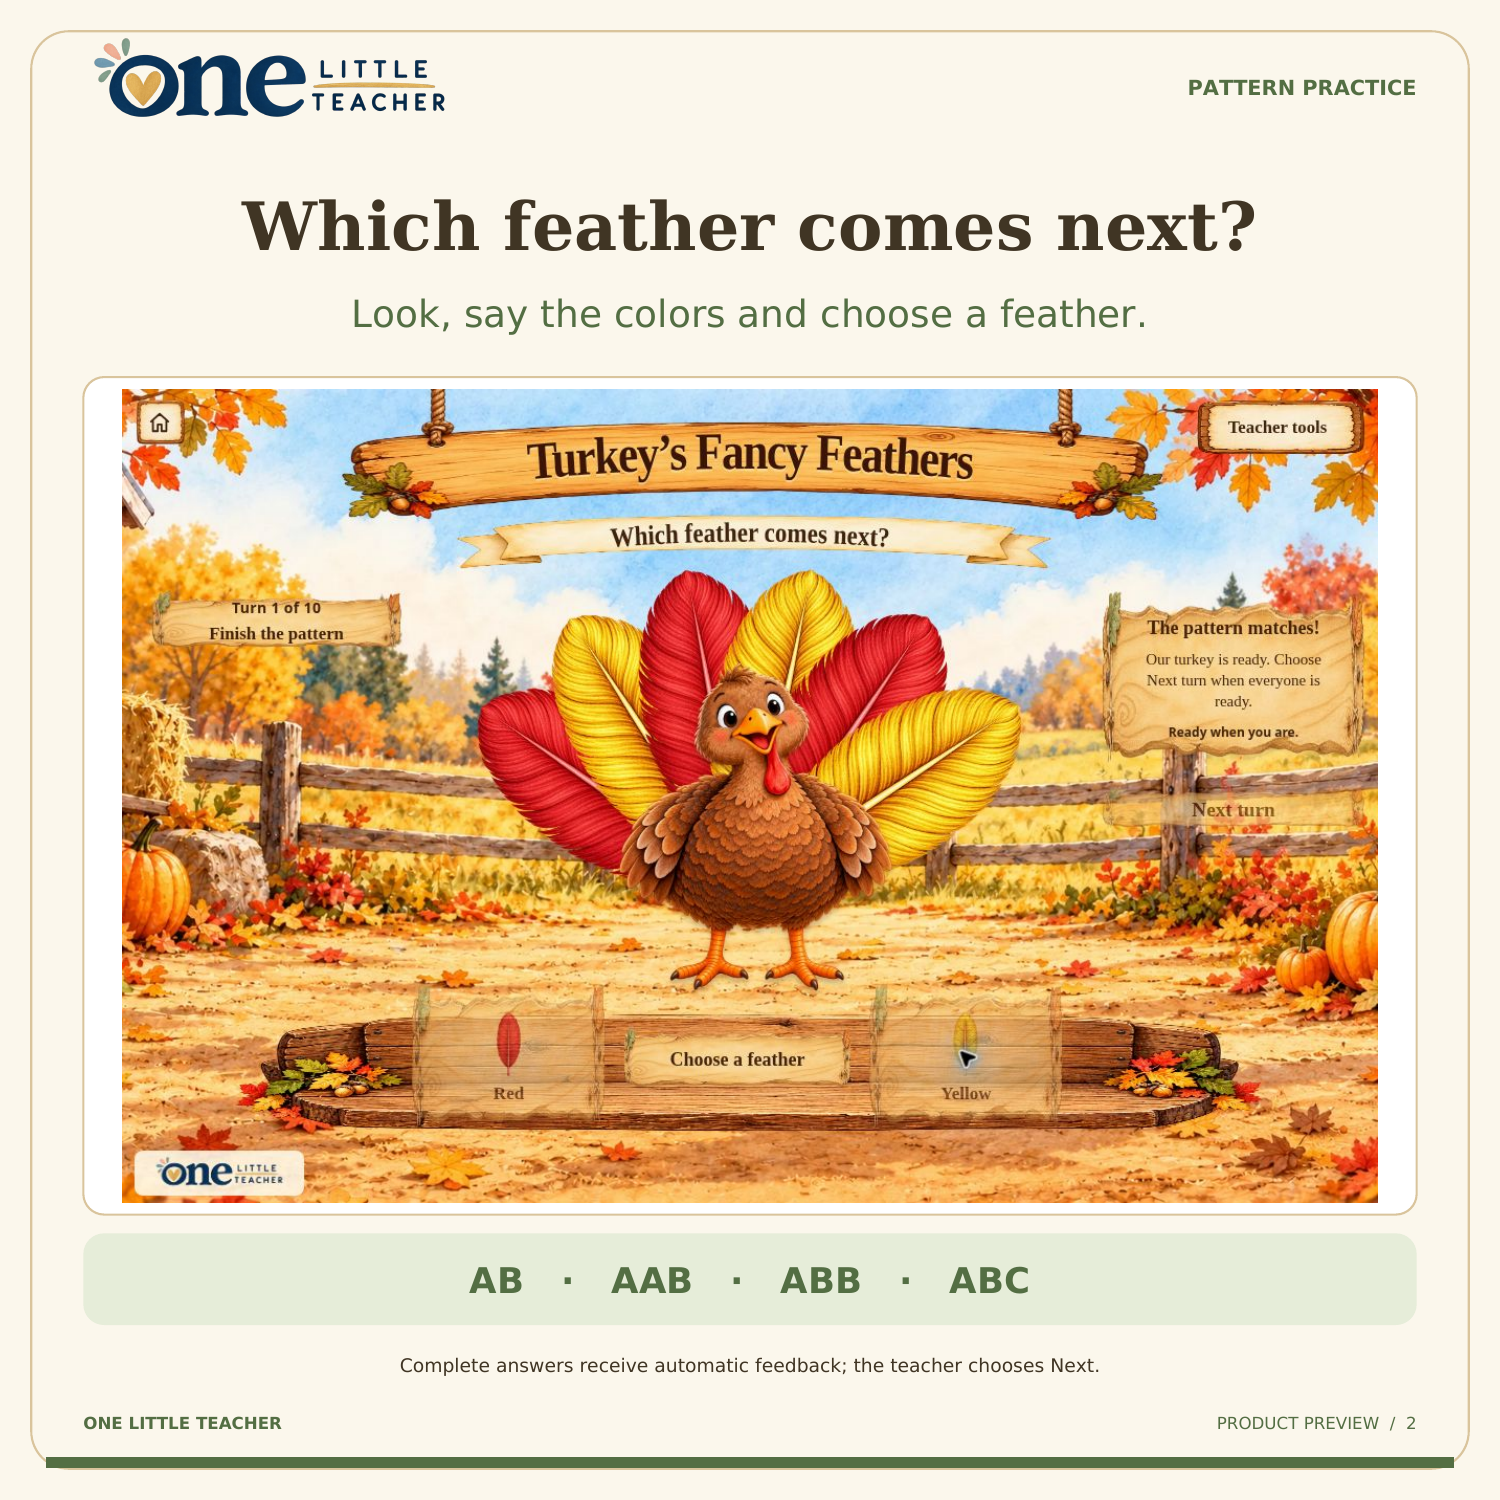 one LITTLE TEACHER
PATTERN PRACTICE
Which feather comes next?
Look, say the colors and choose a feather.
Teacher tools
Turkey's Fancy Feathers
Which feather comes next?
Turn 1 of 10
Finish the pattern
The pattern matches!
Our turkey is ready. Choose
Next turn when everyone is
ready.
Ready when you are.
Next turn
Choose a feather
Red
Yellow
one LITTLE TEACHER
AB · AAB · ABB · ABC
Complete answers receive automatic feedback; the teacher chooses Next.
ONE LITTLE TEACHER
PRODUCT PREVIEW / 2